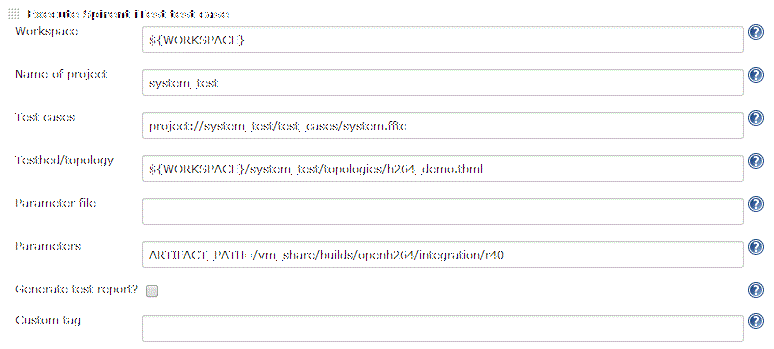 Execute Spirent iTest test case
Workspace
${WORKSPACE}
Name of project
system_test
Test cases
project://system_test/test_cases/system.fftc
Testbed/topology
${WORKSPACE}/system_test/topologies/h264_demo.tbml
Parameter file
Parameters
ARTIFACT_PATH=/vm_share/builds/openh264/integration/r40
Generate test report?
Custom tag